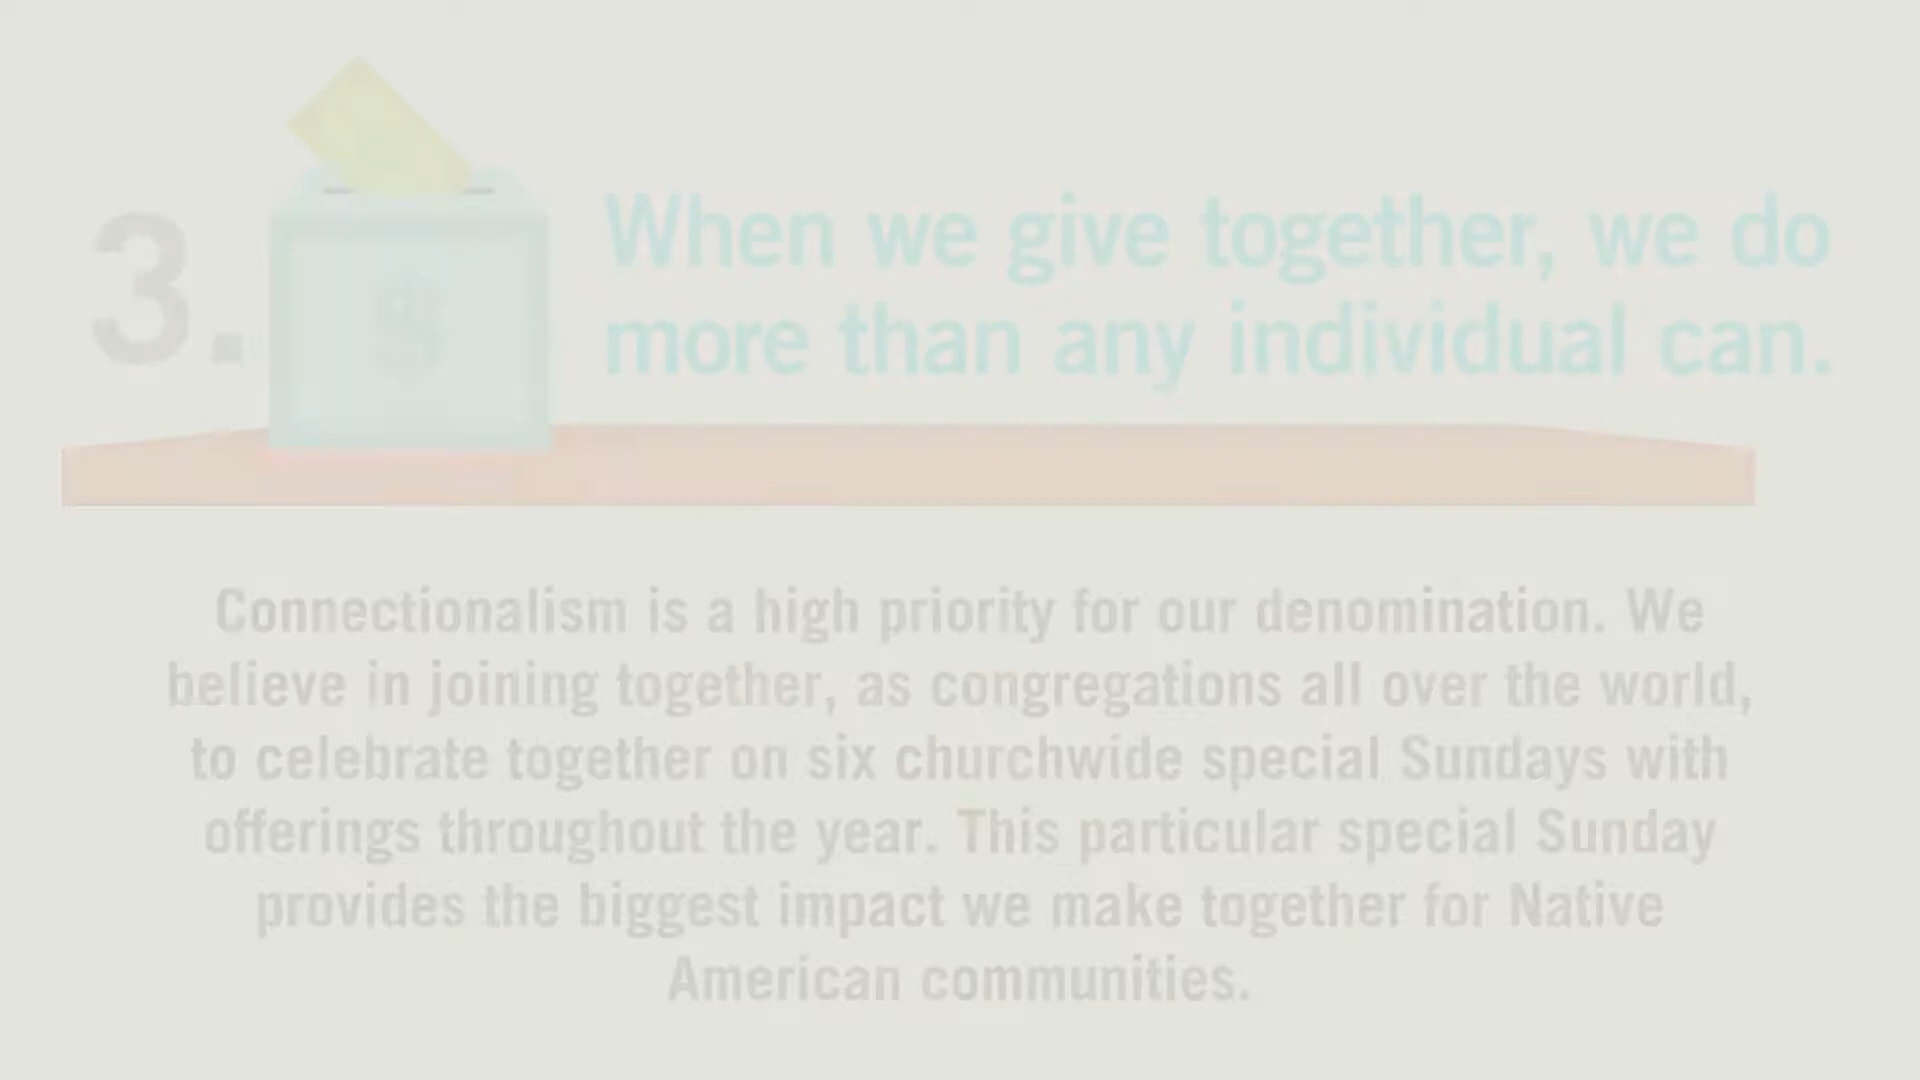 3.
When we give together, we do
more than any individual can.
$
Connectionalism is a high priority for our denomination. We
believe in joining together, as congregations all over the world,
to celebrate together on six churchwide special Sundays with
offerings throughout the year. This particular special Sunday
provides the biggest impact we make together for Native
American communities.